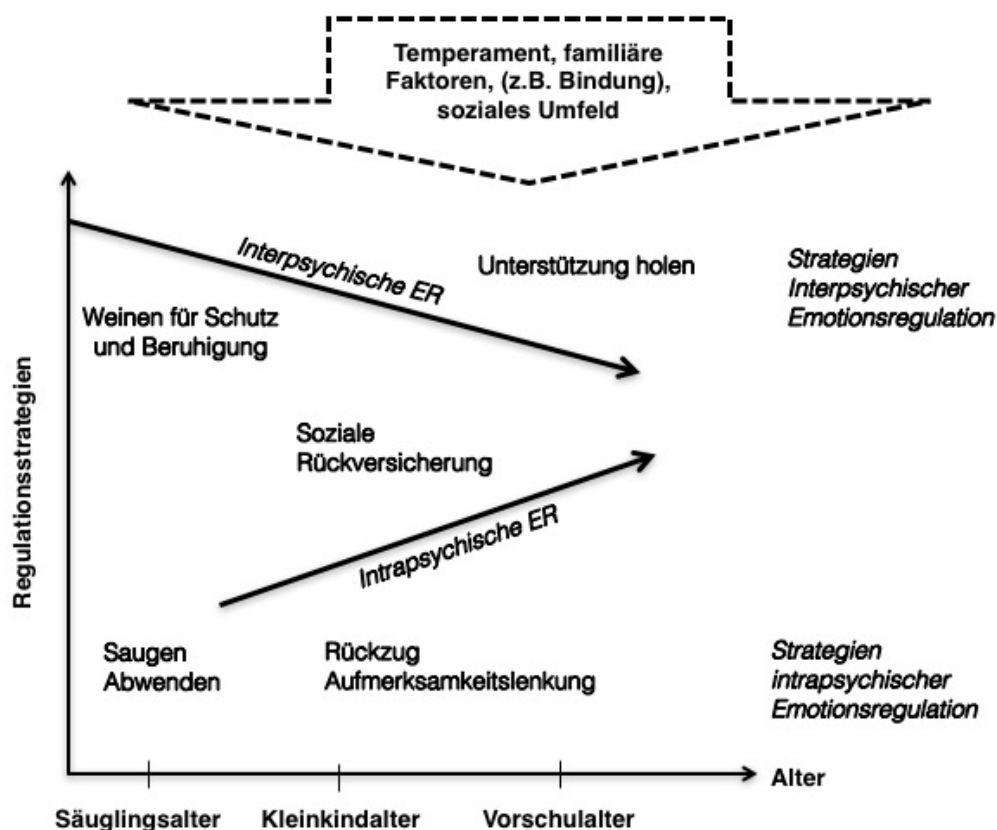 Temperament, familiäre
Faktoren, (z.B. Bindung),
soziales Umfeld
Interpsychische ER
Unterstützung holen
Strategien
Interpsychischer
Emotionsregulation
Weinen für Schutz
und Beruhigung
Regulationsstrategien
Soziale
Rückversicherung
Intrapsychische ER
Saugen
Abwenden
Rückzug
Aufmerksamkeitslenkung
Strategien
intrapsychischer
Emotionsregulation
Alter
Säuglingsalter
Kleinkindalter
Vorschulalter